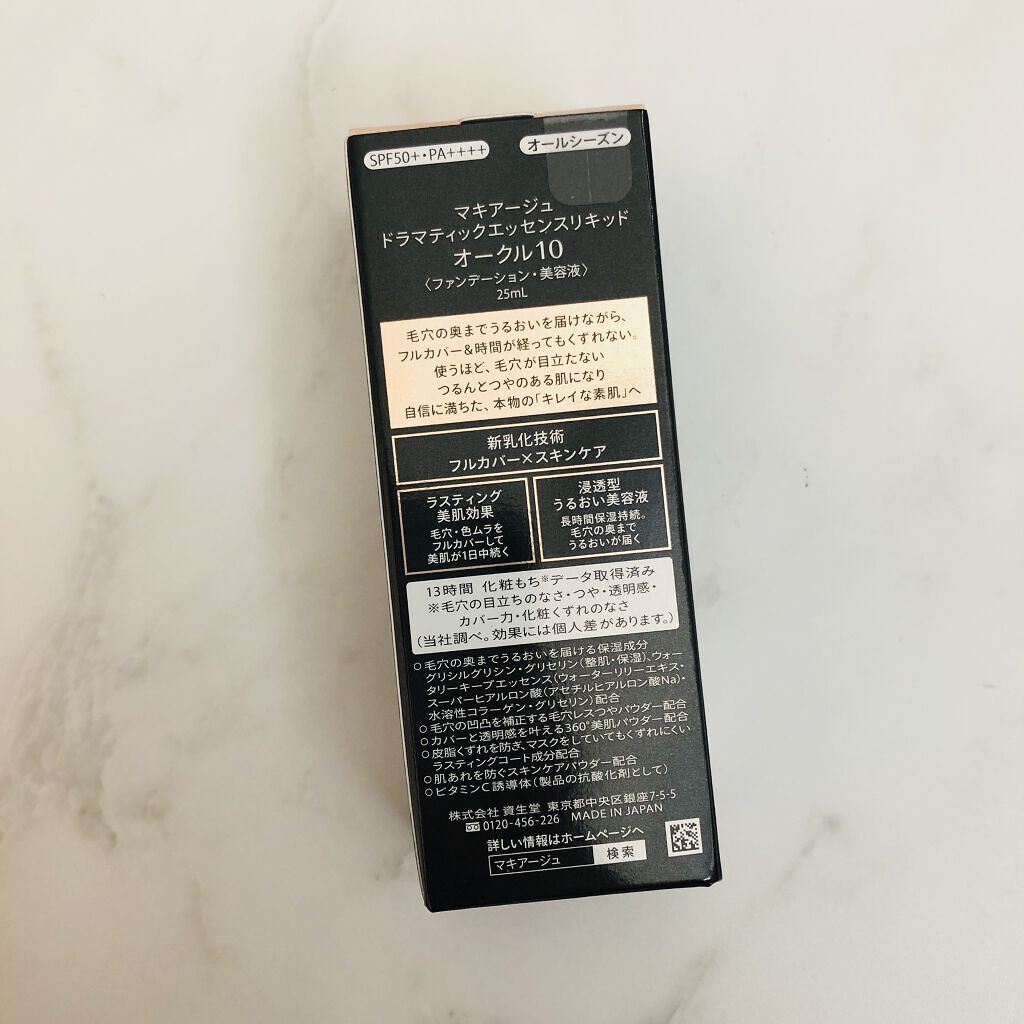 SPF50+・PA++++
オールシーズン
マキアージュ
ドラマティックエッセンスリキッド
オークル10
〈ファンデーション・美容液〉
25mL
毛穴の奥までうるおいを届けながら、
フルカバー&時間が経ってもくずれない。
使うほど、毛穴が目立たない
つるんとつやのある肌になり
自信に満ちた、本物の「キレイな素肌」へ
新乳化技術
フルカバー×スキンケア
ラスティング
美肌効果
毛穴・色ムラを
フルカバーして
美肌が1日中続く
浸透型
うるおい美容液
長時間保湿持続。
毛穴の奥まで
うるおいが届く
13時間 化粧もち※データ取得済み
※毛穴の目立ちのなさ・つや・透明感・
カバー力・化粧くずれのなさ
(当社調べ。効果には個人差があります。)
○毛穴の奥までうるおいを届ける保湿成分
グリシルグリシン・グリセリン(整肌・保湿)、ウォー
タリーキープエッセンス(ウォーターリリーエキス・
スーパーヒアルロン酸(アセチルヒアルロン酸Na)・
水溶性コラーゲン・グリセリン)配合
○毛穴の凹凸を補正する毛穴レスつやパウダー配合
○カバーと透明感を叶える360°美肌パウダー配合
○皮脂くずれを防ぎ、マスクをしていてもくずれにくい
ラスティングコート成分配合
○肌あれを防ぐスキンケアパウダー配合
○ビタミンC誘導体(製品の抗酸化剤として)
株式会社 資生堂 東京都中央区銀座7-5-5
0120-456-226 MADE IN JAPAN
詳しい情報はホームページへ
マキアージュ 検索